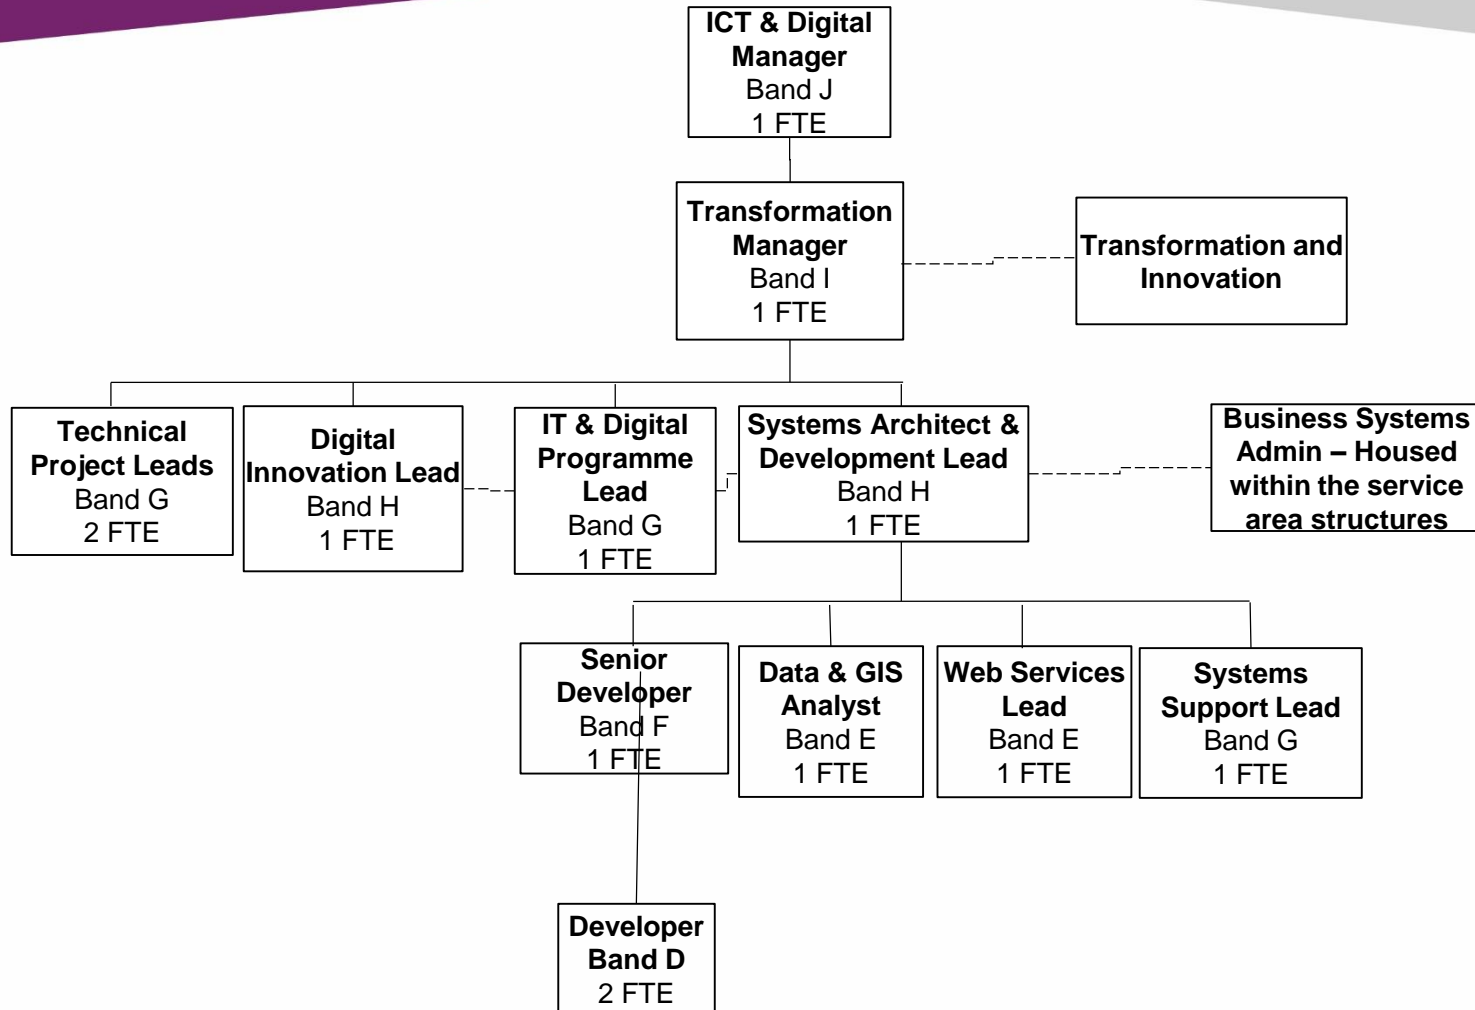 ICT & Digital
Manager
Band J
1 FTE
Transformation
Manager
Band I
1 FTE
Transformation and
Innovation
Technical
Project Leads
Band G
2 FTE
Digital
Innovation Lead
Band H
1 FTE
IT & Digital
Programme
Lead
Band G
1 FTE
Systems Architect &
Development Lead
Band H
1 FTE
Business Systems
Admin – Housed
within the service
area structures
Senior
Developer
Band F
1 FTE
Data & GIS
Analyst
Band E
1 FTE
Web Services
Lead
Band E
1 FTE
Systems
Support Lead
Band G
1 FTE
Developer
Band D
2 FTE